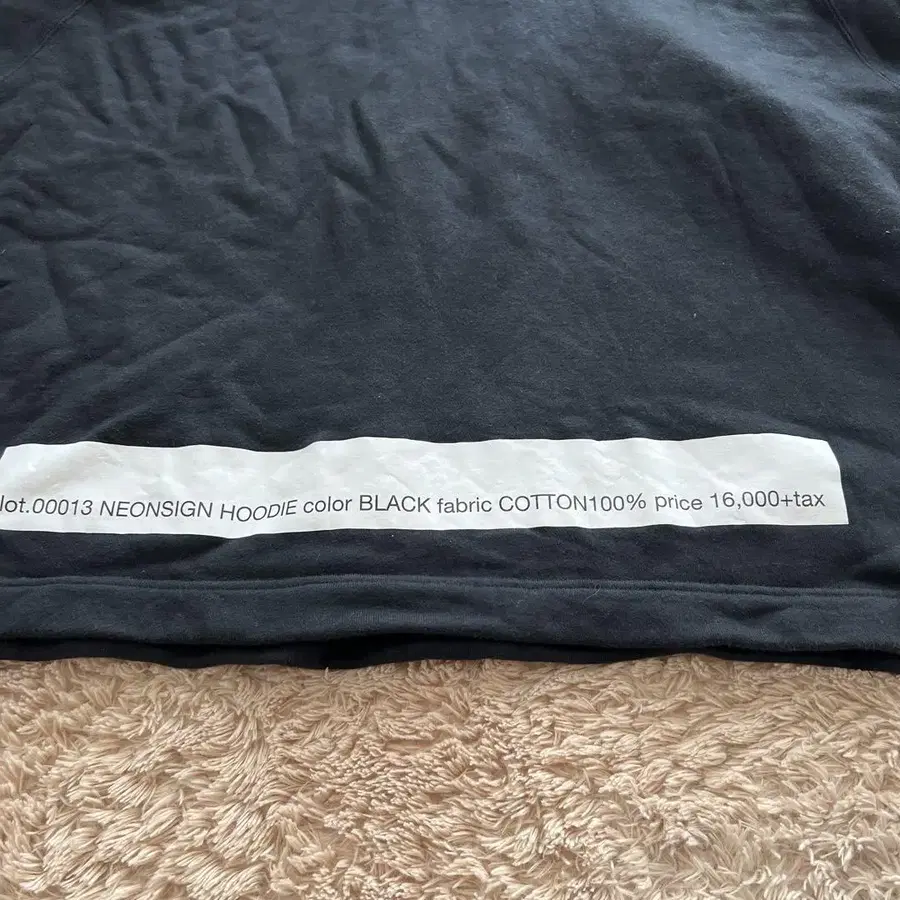 lot.00013 NEONSIGN HOODIE color BLACK fabric COTTON100% price 16,000+tax